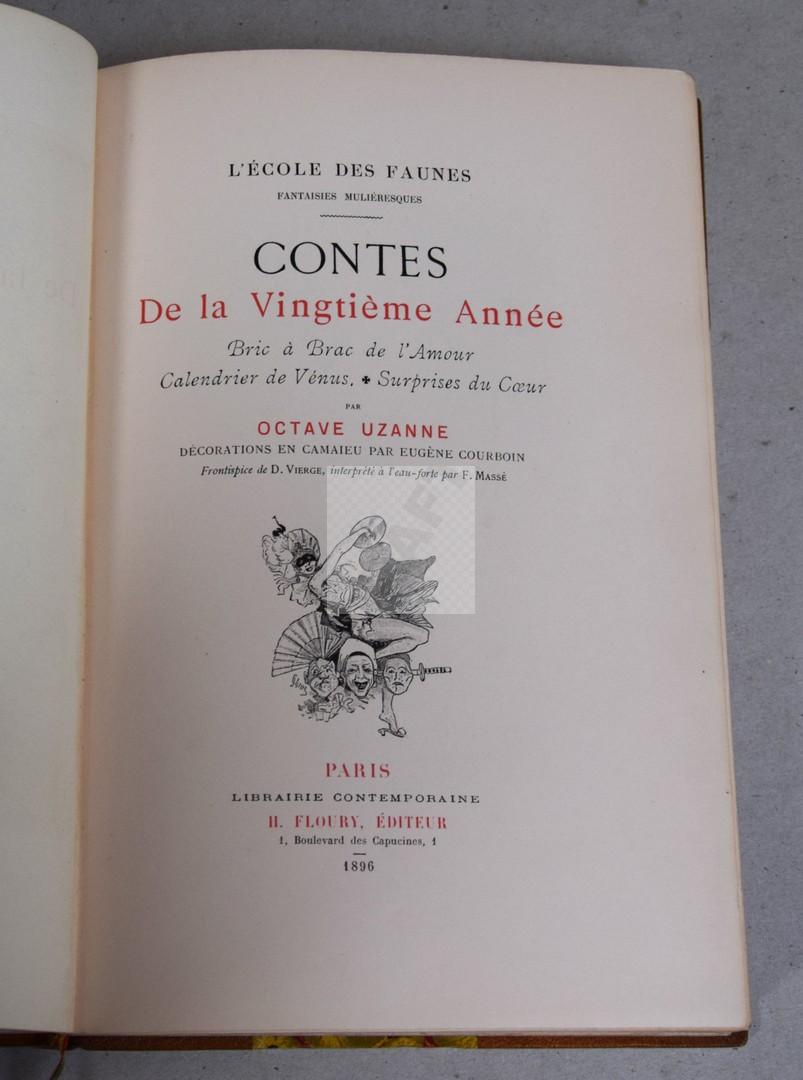 L'ÉCOLE DES FAUNES
FANTAISIES MULIÉRESQUES
CONTES
De la Vingtième Année
Bric à Brac de l'Amour
Calendrier de Vénus. ✠ Surprises du Cœur
PAR
OCTAVE UZANNE
DÉCORATIONS EN CAMAIEU PAR EUGÈNE COURBOIN
Frontispice de D. VIERGE, interprété à l'eau-forte par F. MASSÉ
PARIS
LIBRAIRIE CONTEMPORAINE
H. FLOURY, ÉDITEUR
1, Boulevard des Capucines, 1
1896